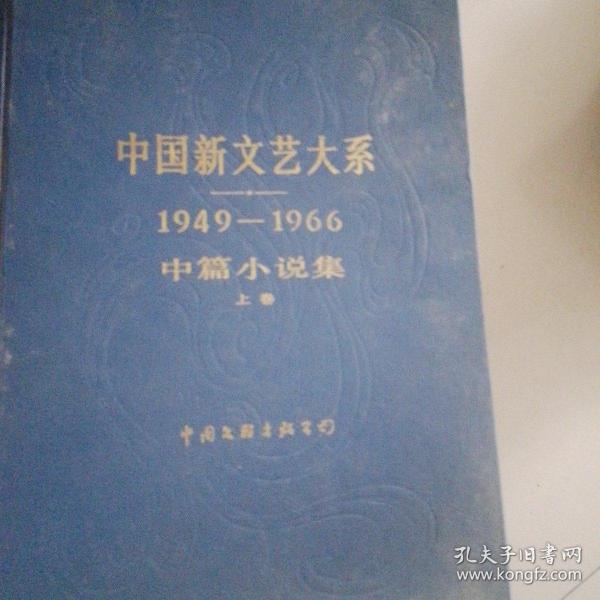 中国新文艺大系
1949—1966
中篇小说集
上卷
中国文联出版公司
孔夫子旧书网
www.kongfz.com